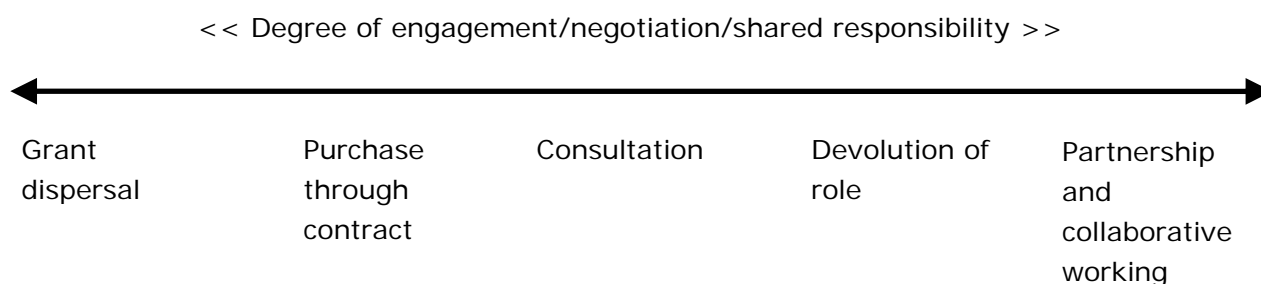 << Degree of engagement/negotiation/shared responsibility >>
Grant
dispersal
Purchase
through
contract
Consultation
Devolution of
role
Partnership
and
collaborative
working